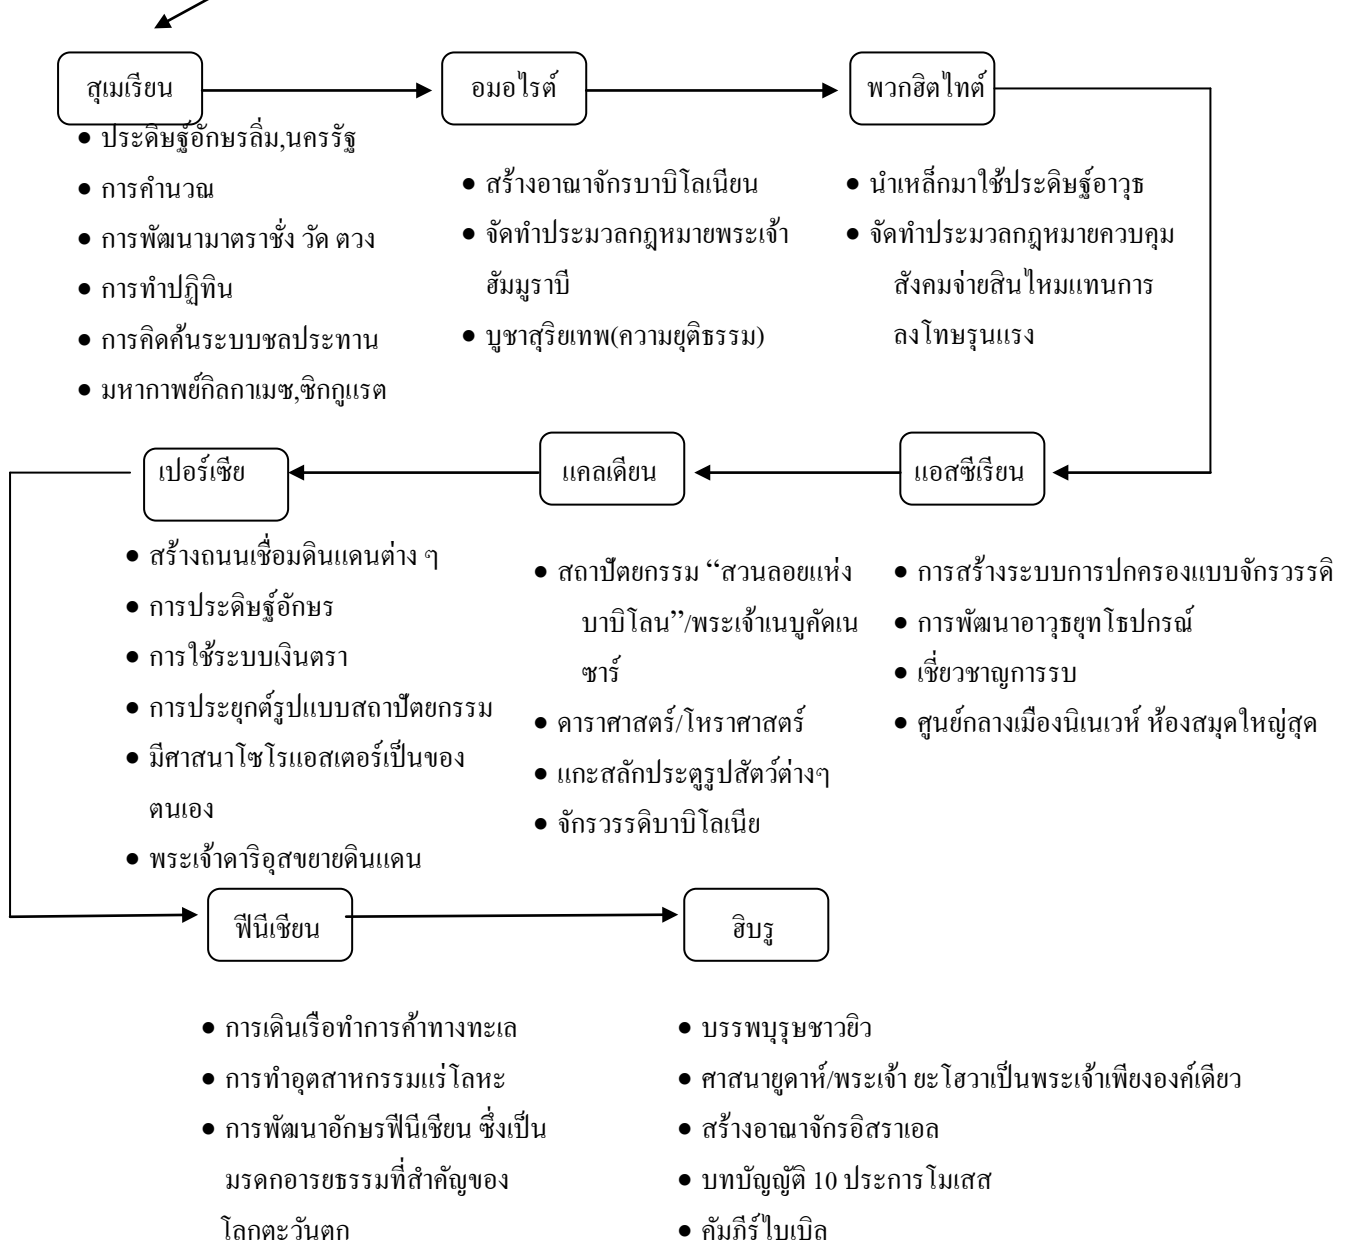 สุเมเรียน
อมอไรต์
พวกฮิตไทต์
● ประดิษฐ์อักษรลิ่ม,นครรัฐ
● การคำนวณ
● การพัฒนามาตราชั่ง วัด ตวง
● การทำปฏิทิน
● การคิดค้นระบบชลประทาน
● มหากาพย์กิลกาเมซ,ซิกกูแรต
● สร้างอาณาจักรบาบิโลเนียน
● จัดทำประมวลกฎหมายพระเจ้า
ฮัมมูราบี
● บูชาสุริยเทพ(ความยุติธรรม)
● นำเหล็กมาใช้ประดิษฐ์อาวุธ
● จัดทำประมวลกฎหมายควบคุม
สังคมจ่ายสินไหมแทนการ
ลงโทษรุนแรง
เปอร์เซีย
แคลเดียน
แอสซีเรียน
● สร้างถนนเชื่อมดินแดนต่าง ๆ
● การประดิษฐ์อักษร
● การใช้ระบบเงินตรา
● การประยุกต์รูปแบบสถาปัตยกรรม
● มีศาสนาโซโรแอสเตอร์เป็นของ
ตนเอง
● พระเจ้าดาริอุสขยายดินแดน
● สถาปัตยกรรม “สวนลอยแห่ง
บาบิโลน”/พระเจ้าเนบูคัดเน
ซาร์
● ดาราศาสตร์/โหราศาสตร์
● แกะสลักประตูรูปสัตว์ต่างๆ
● จักรวรรดิบาบิโลเนีย
● การสร้างระบบการปกครองแบบจักรวรรดิ
● การพัฒนาอาวุธยุทโธปกรณ์
● เชี่ยวชาญการรบ
● ศูนย์กลางเมืองนิเนเวห์ ห้องสมุดใหญ่สุด
ฟีนีเชียน
ฮิบรู
● การเดินเรือทำการค้าทางทะเล
● การทำอุตสาหกรรมแร่โลหะ
● การพัฒนาอักษรฟีนีเชียน ซึ่งเป็น
มรดกอารยธรรมที่สำคัญของ
โลกตะวันตก
● บรรพบุรุษชาวยิว
● ศาสนายูดาห์/พระเจ้า ยะโฮวาเป็นพระเจ้าเพียงองค์เดียว
● สร้างอาณาจักรอิสราเอล
● บทบัญญัติ 10 ประการโมเสส
● คัมภีร์ไบเบิล